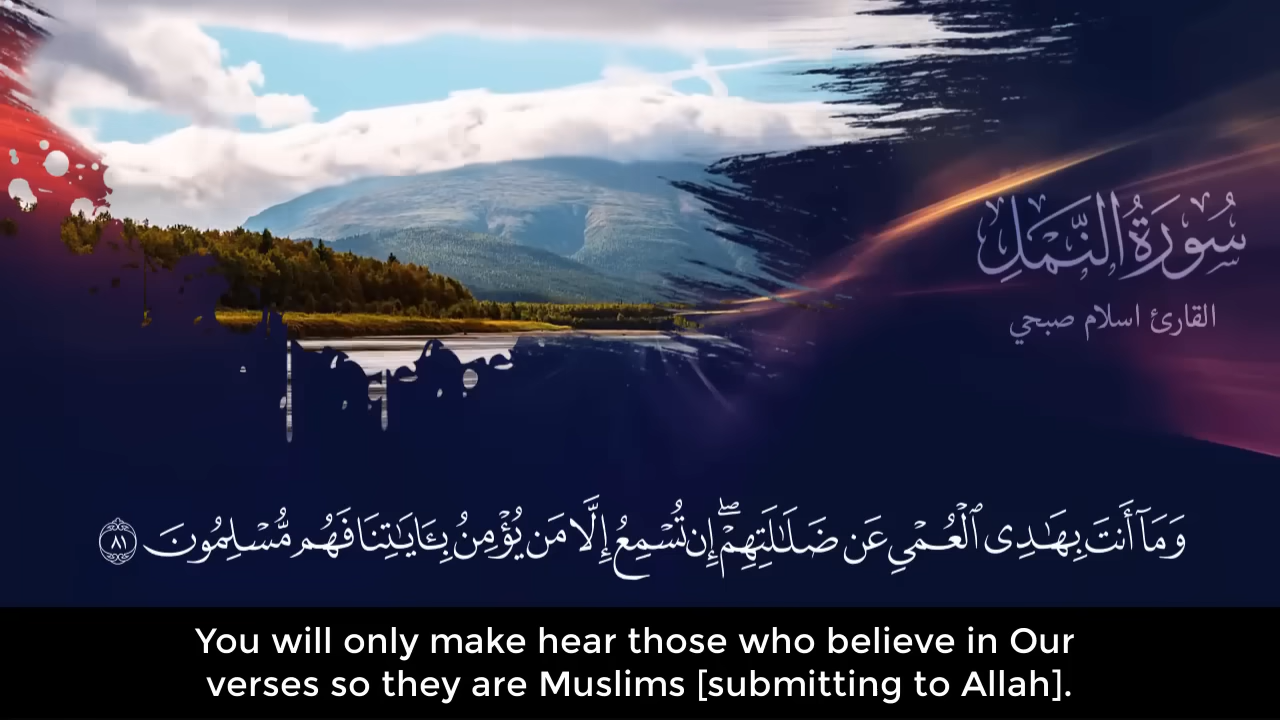 سُورَةُ النَّمۡلِ
القارئ اسلام صبحي
وَمَآ أَنتَ بِهَٰدِى ٱلۡعُمۡىِ عَن ضَلَٰلَتِهِمۡۖ إِن تُسۡمِعُ إِلَّا مَن يُؤۡمِنُ بِـَٔايَٰتِنَا فَهُم مُّسۡلِمُونَ ٨١
You will only make hear those who believe in Our
verses so they are Muslims [submitting to Allah].